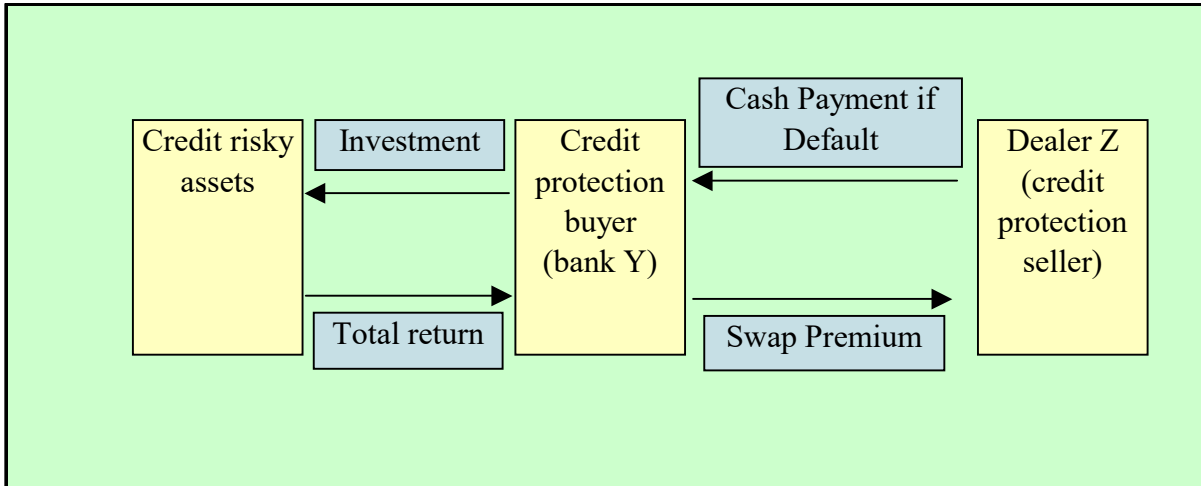 Credit risky
assets
Investment
Total return
Credit
protection
buyer
(bank Y)
Cash Payment if
Default
Swap Premium
Dealer Z
(credit
protection
seller)